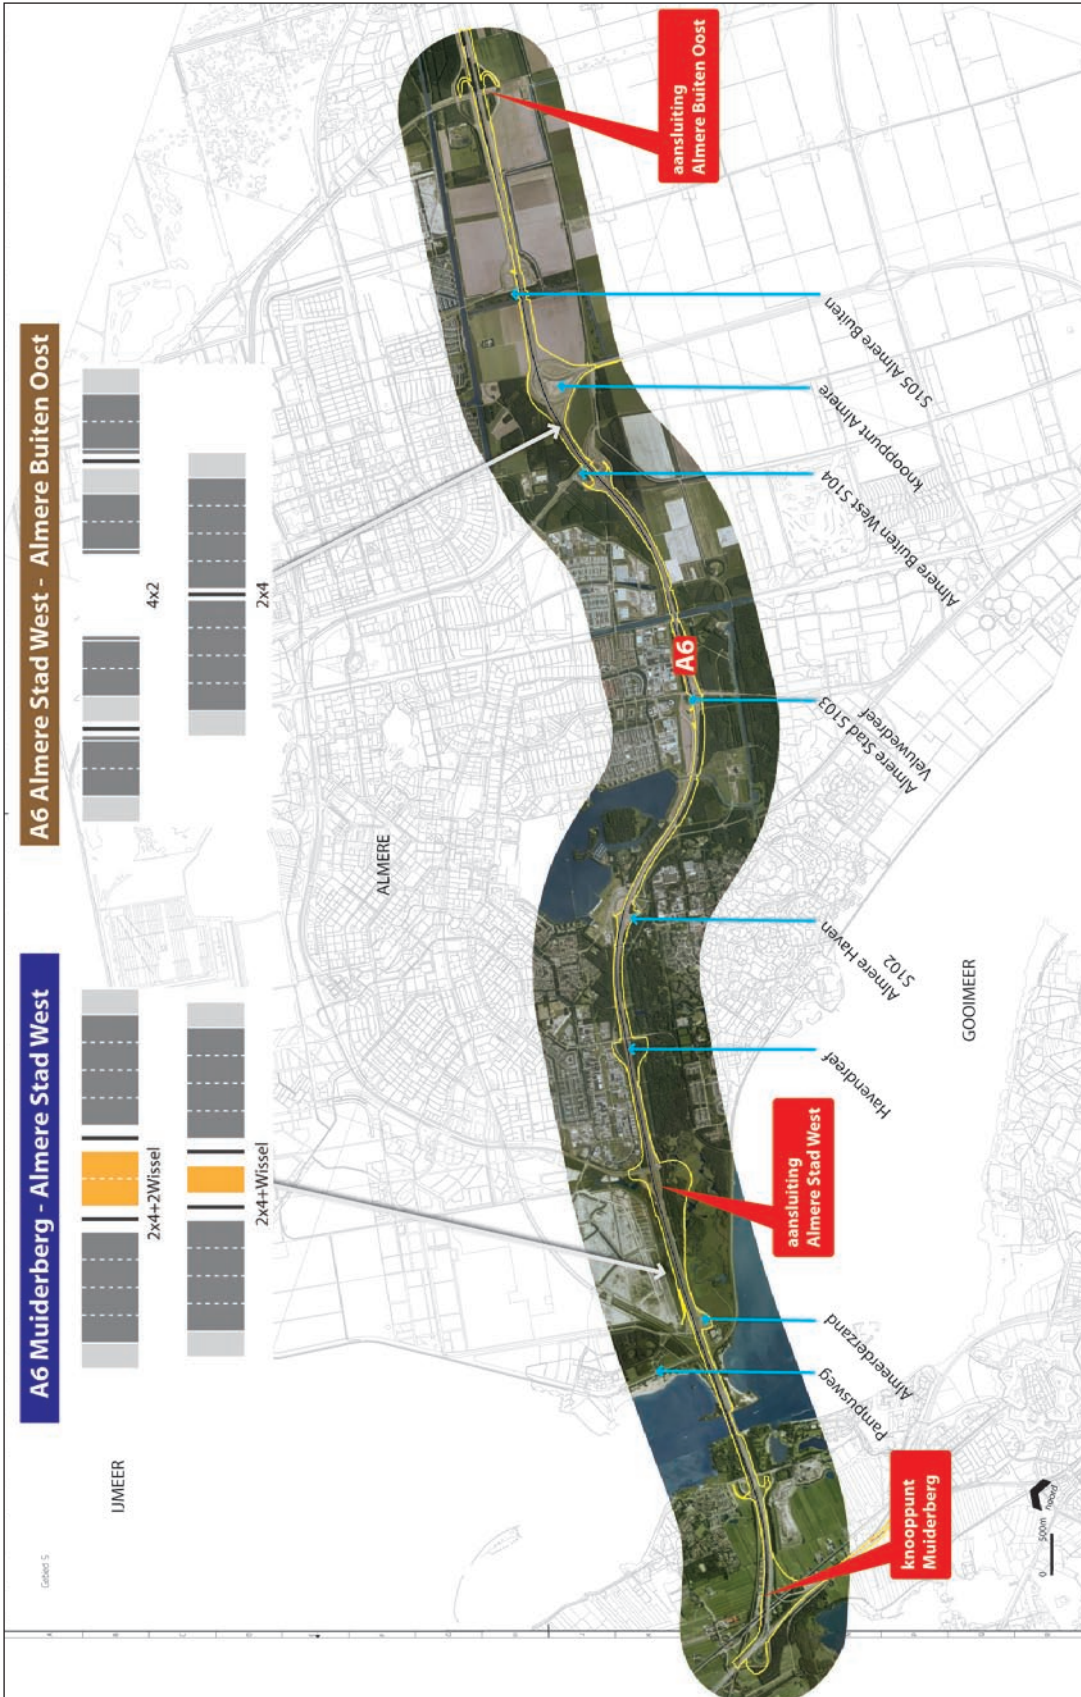 A6 Muiderberg - Almere Stad West
A6 Almere Stad West - Almere Buiten Oost
2x4+2Wissel
2x4+Wissel
4x2
2x4
IJMEER
ALMERE
GOOIMEER
A6
knooppunt
Muiderberg
aansluiting
Almere Stad West
aansluiting
Almere Buiten Oost
Pampusweg
Almeerderzand
Havendreef
Almere Haven
S102
Almere Stad S103
Veluwedreef
Almere Buiten West S104
knooppunt Almere
S105 Almere Buiten
0 500m
noord